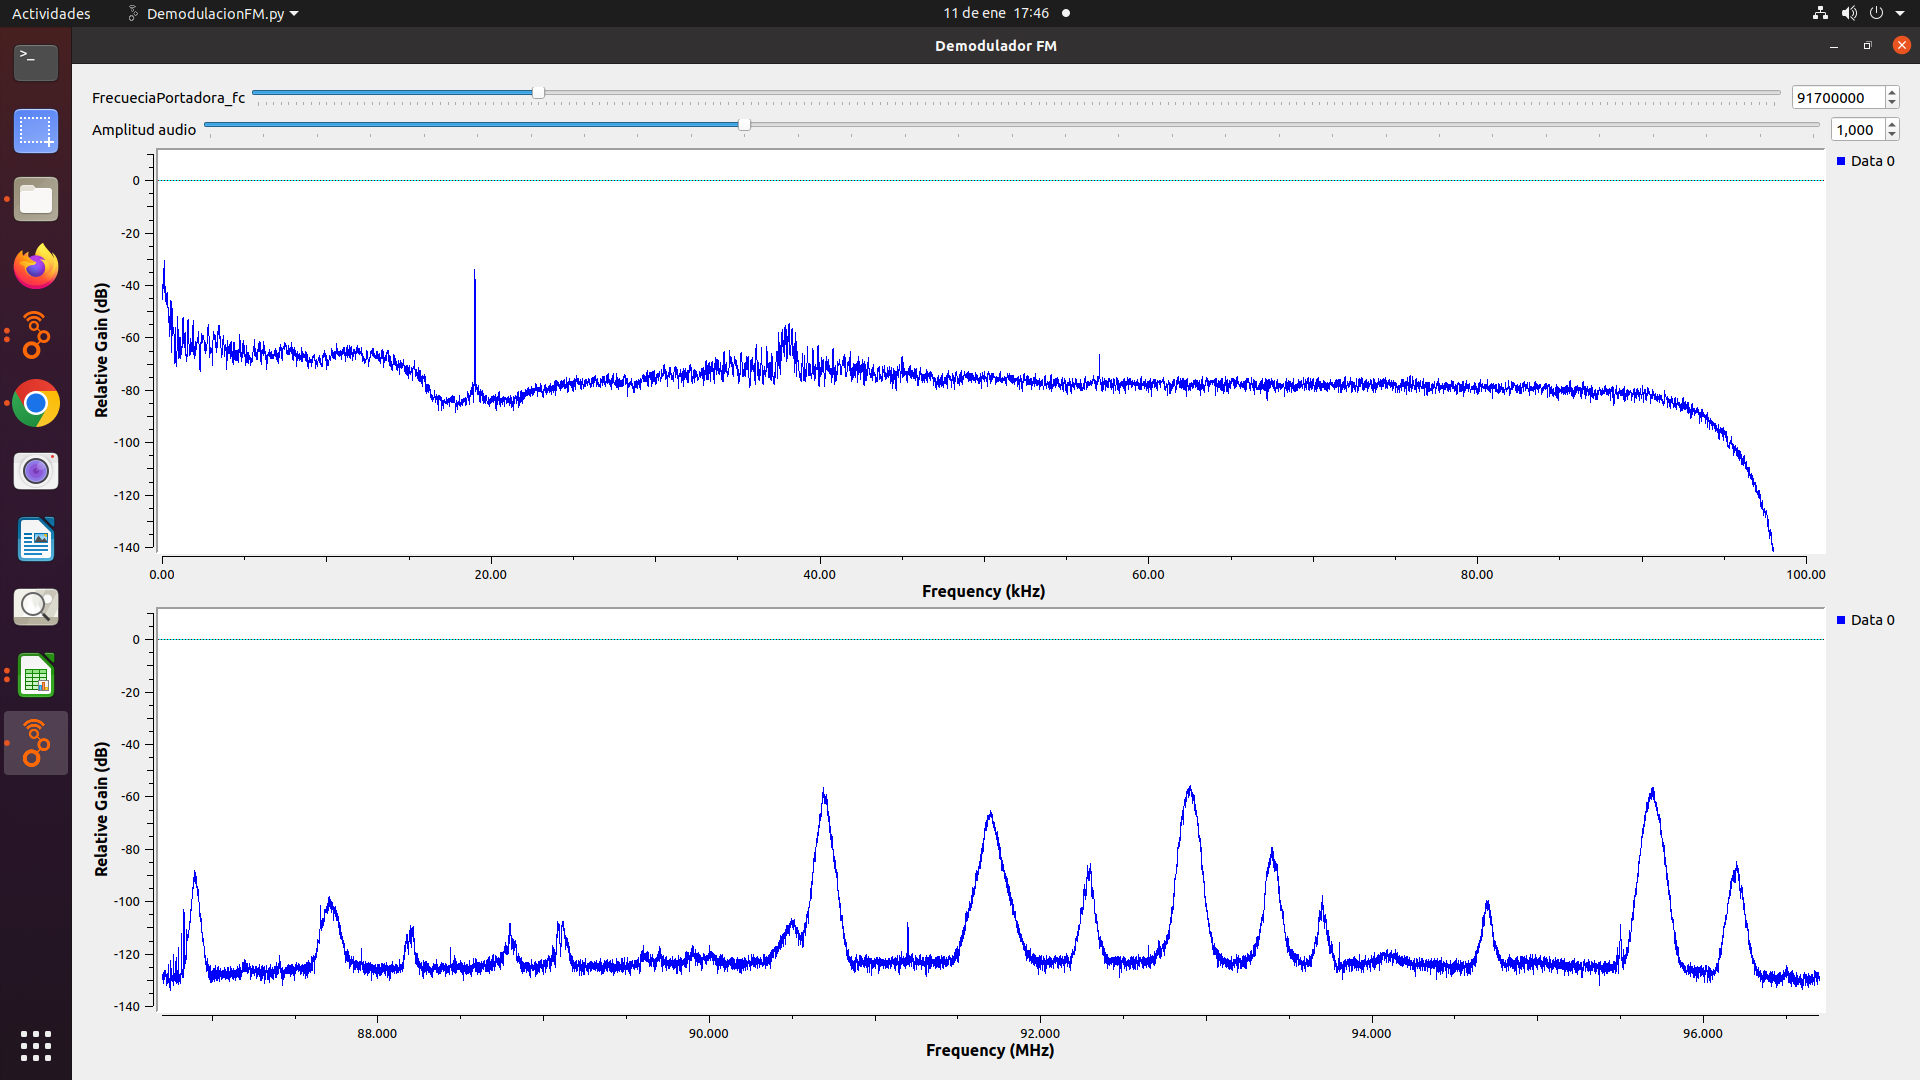 Actividades DemodulacionFM.py 11 de ene 17:46
Demodulador FM
FrecueciaPortadora_fc 91700000
Amplitud audio 1,000
Data 0
Relative Gain (dB)
0
-20
-40
-60
-80
-100
-120
-140
0.00 20.00 40.00 60.00 80.00 100.00
Frequency (kHz)
Data 0
Relative Gain (dB)
0
-20
-40
-60
-80
-100
-120
-140
88.000 90.000 92.000 94.000 96.000
Frequency (MHz)